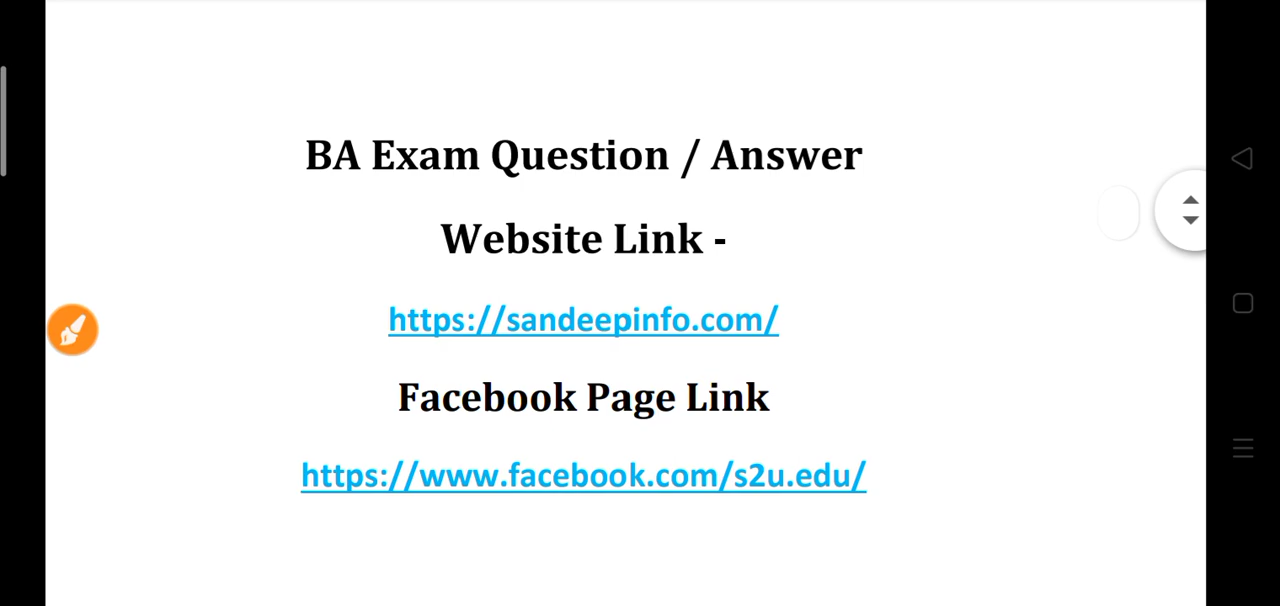 BA Exam Question / Answer
Website Link -
https://sandeepinfo.com/
Facebook Page Link
https://www.facebook.com/s2u.edu/